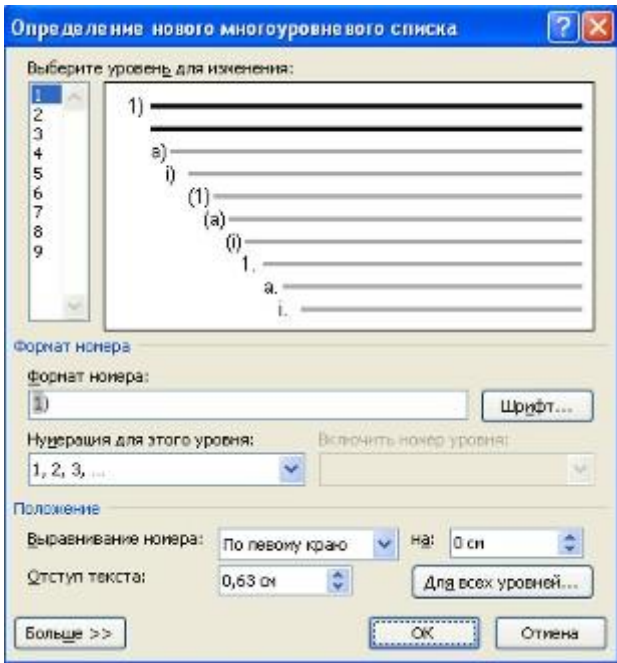 Определение нового многоуровневого списка
Выберите уровень для изменения:
1
2
3
4
5
6
7
8
9
1)
a)
i)
(1)
(a)
(i)
1.
a.
i.
Формат номера
Формат номера:
1)
Шрифт...
Нумерация для этого уровня:
Включить номер уровня:
1, 2, 3, ...
Положение
Выравнивание номера:
По левому краю
на:
0 см
Отступ текста:
0,63 см
Для всех уровней...
Больше >>
ОК
Отмена